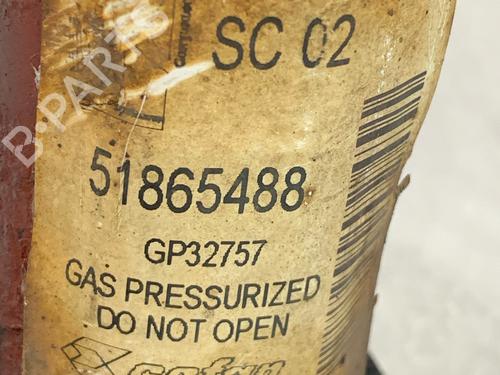 SC 02
B-PARTS
51865488
GP32757
GAS PRESSURIZED
DO NOT OPEN